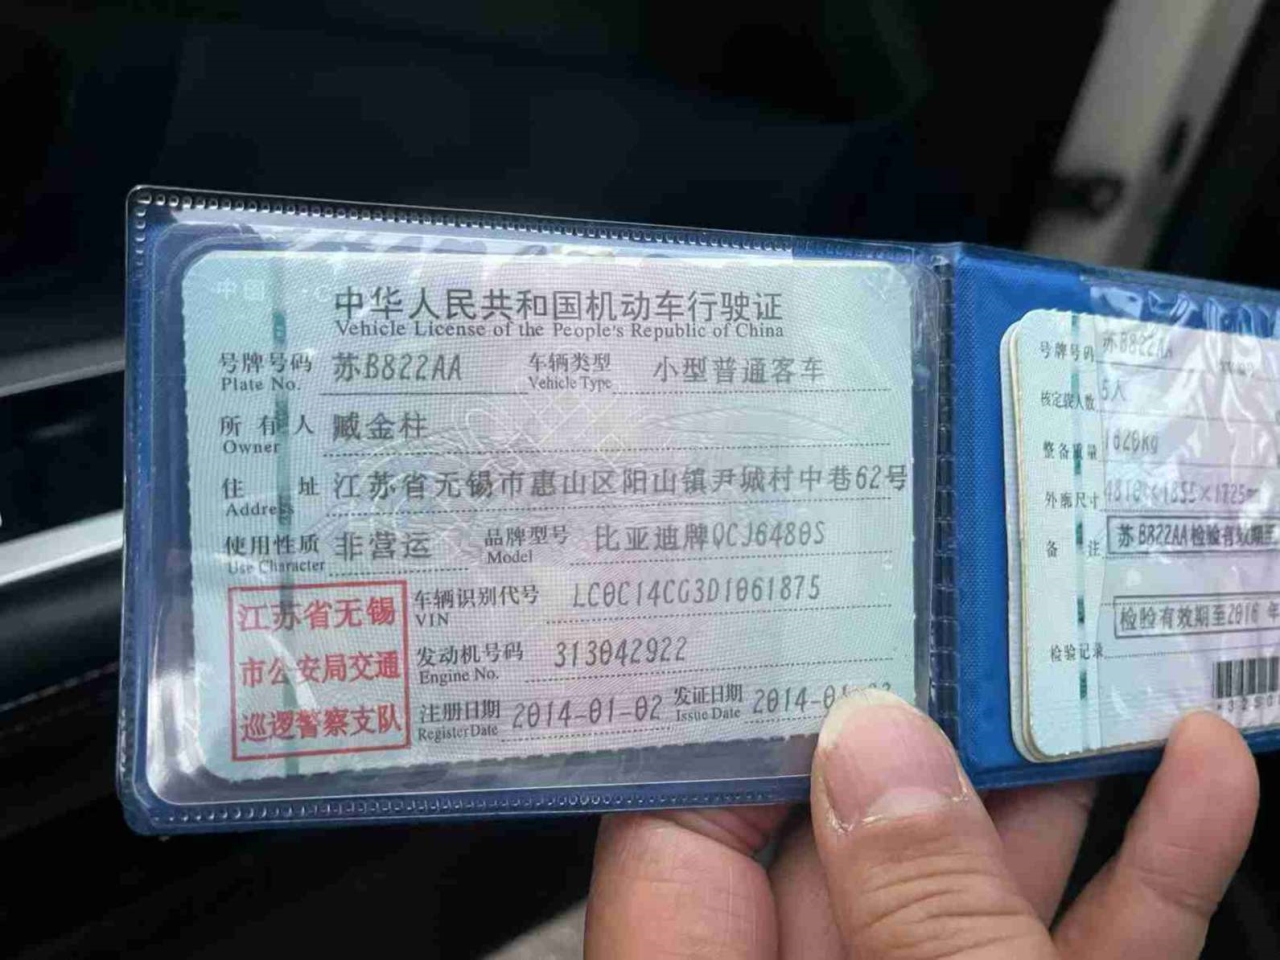 中华人民共和国机动车行驶证
Vehicle License of the People's Republic of China
号牌号码 苏B822AA 车辆类型 小型普通客车
Plate No. Vehicle Type
所有人 臧金柱
Owner
住址 江苏省无锡市惠山区阳山镇尹城村中巷62号
Address
使用性质 非营运 品牌型号 比亚迪牌QCJ6480S
Use Character Model
江苏省无锡
市公安局交通
巡逻警察支队
车辆识别代号 LC0C14CG3D1061875
VIN
发动机号码 313042922
Engine No.
注册日期 2014-01-02 发证日期 2014-0
Register Date Issue Date
号牌号码 苏B822AA
核定载人数 5人
整备质量 1820kg
外廓尺寸 ×1855×1725
备注 苏B822AA检验有效期至
检验有效期至2016年
检验记录